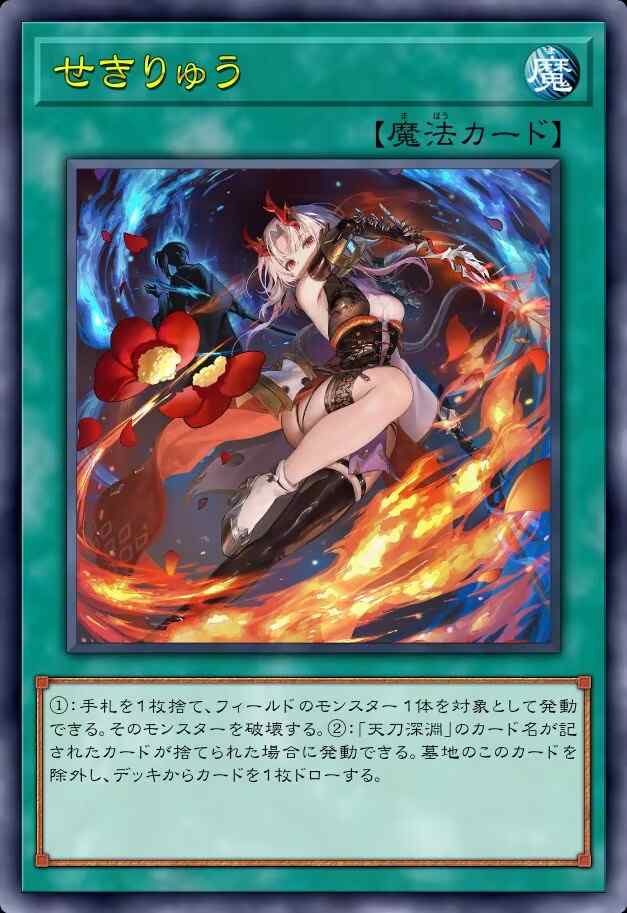 せきりゅう
魔
【魔法カード】
①：手札を1枚捨て、フィールドのモンスター1体を対象として発動
できる。そのモンスターを破壊する。②：「天刀深淵」のカード名が記
されたカードが捨てられた場合に発動できる。墓地のこのカードを
除外し、デッキからカードを1枚ドローする。